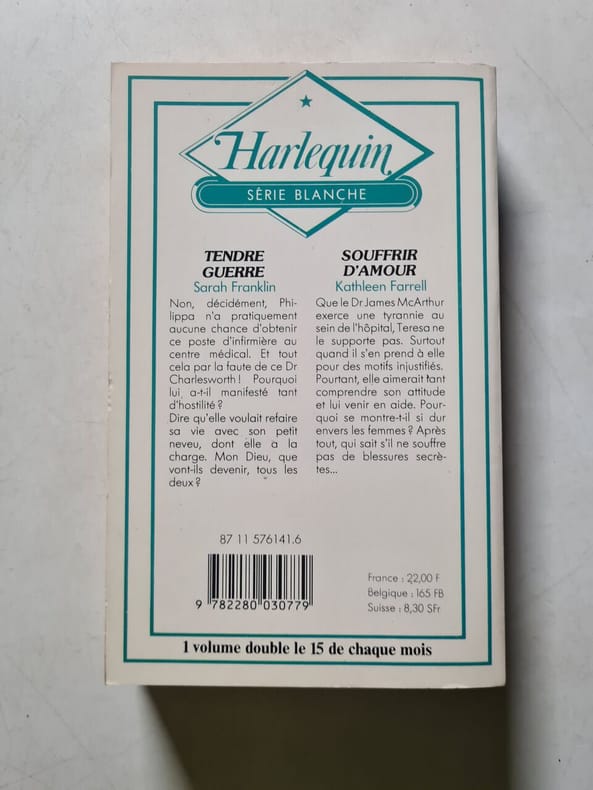 Harlequin
SÉRIE BLANCHE
TENDRE
GUERRE
Sarah Franklin
Non, décidément, Phi-
lippa n'a pratiquement
aucune chance d'obtenir
ce poste d'infirmière au
centre médical. Et tout
cela par la faute de ce Dr
Charlesworth ! Pourquoi
lui a-t-il manifesté tant
d'hostilité ?
Dire qu'elle voulait refaire
sa vie avec son petit
neveu, dont elle a la
charge. Mon Dieu, que
vont-ils devenir, tous les
deux ?
SOUFFRIR
D'AMOUR
Kathleen Farrell
Que le Dr James McArthur
exerce une tyrannie au
sein de l'hôpital, Teresa ne
le supporte pas. Surtout
quand il s'en prend à elle
pour des motifs injustifiés.
Pourtant, elle aimerait tant
comprendre son attitude
et lui venir en aide. Pour-
quoi se montre-t-il si dur
envers les femmes ? Après
tout, qui sait s'il ne souffre
pas de blessures secrè-
tes...
87 11 576141.6
9 782280 030779
France : 22,00 F
Belgique : 165 FB
Suisse : 8,30 SFr
1 volume double le 15 de chaque mois